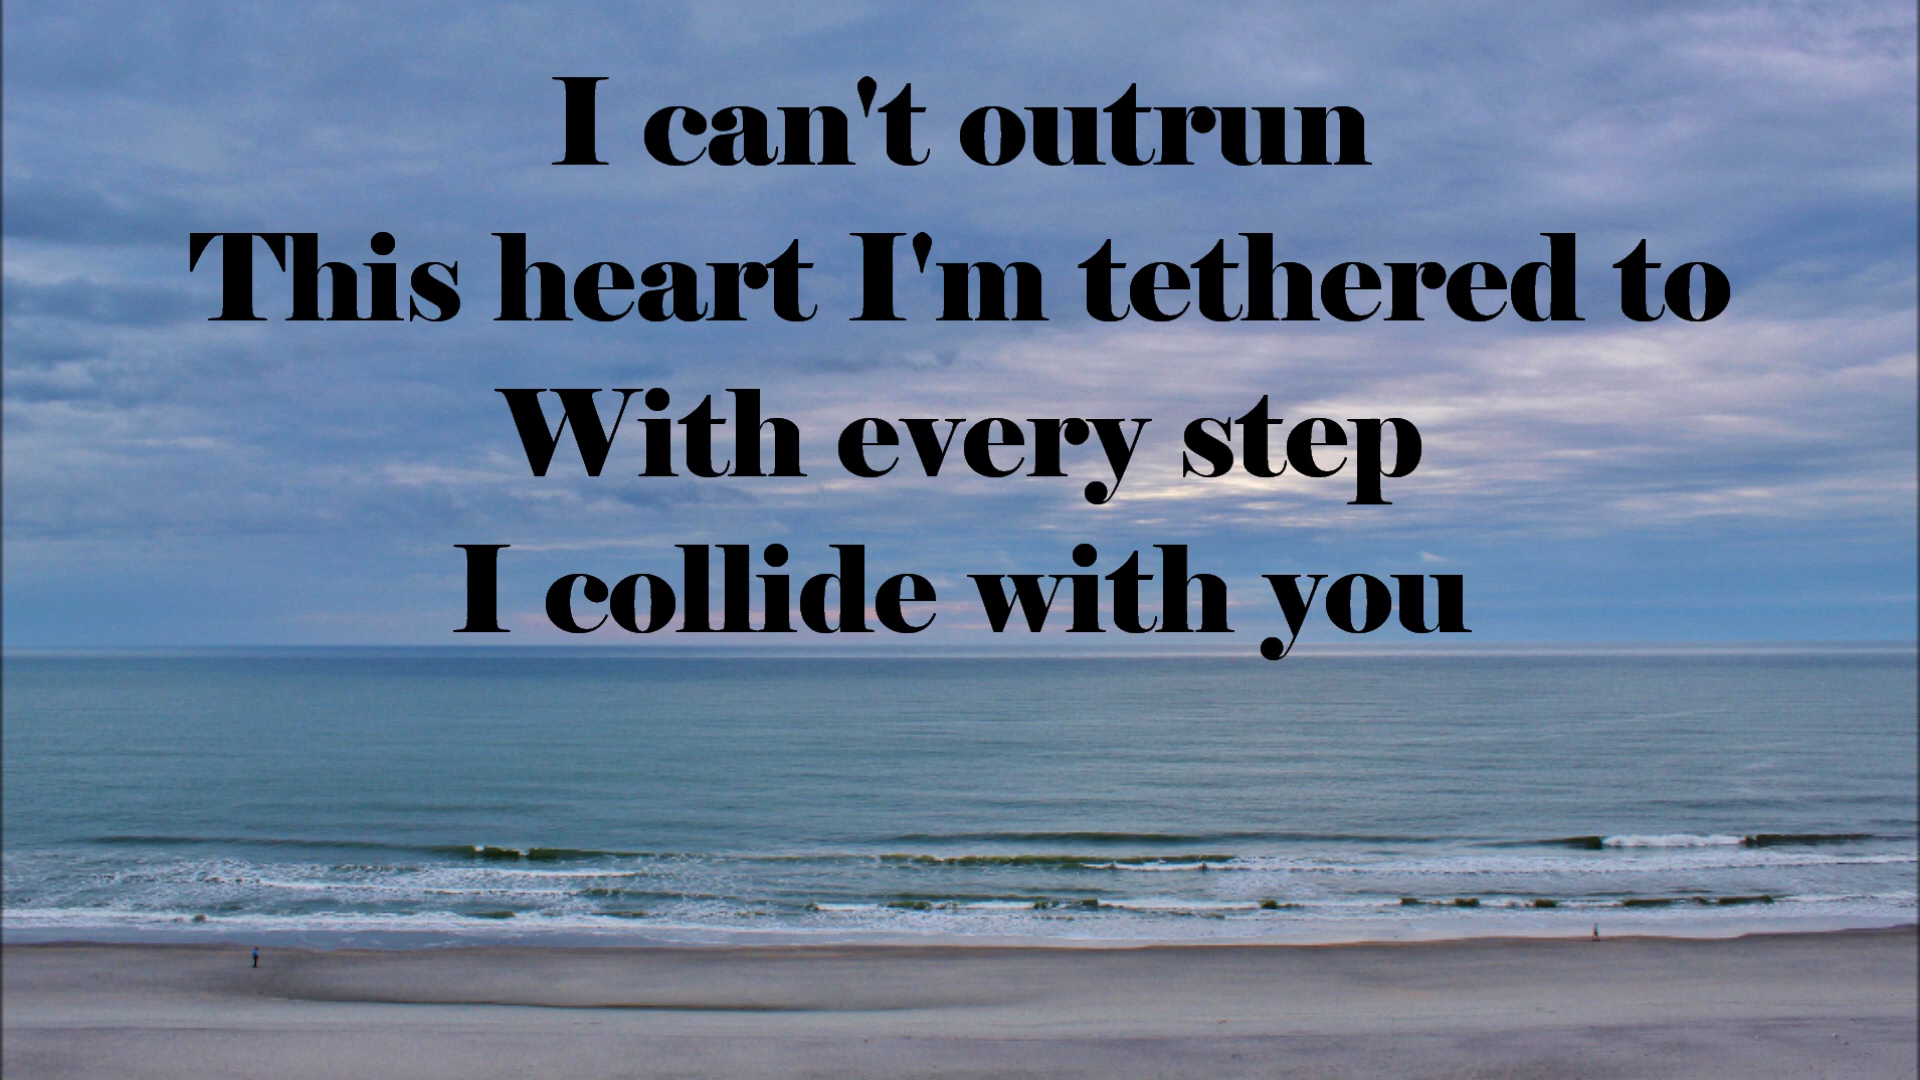 I can't outrun
This heart I'm tethered to
With every step
I collide with you